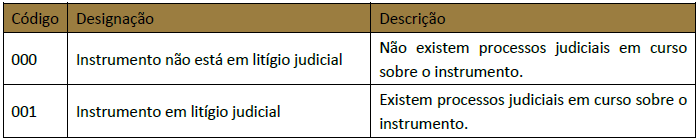 Código Designação Descrição
000 Instrumento não está em litígio judicial Não existem processos judiciais em curso
sobre o instrumento.
001 Instrumento em litígio judicial Existem processos judiciais em curso sobre o
instrumento.